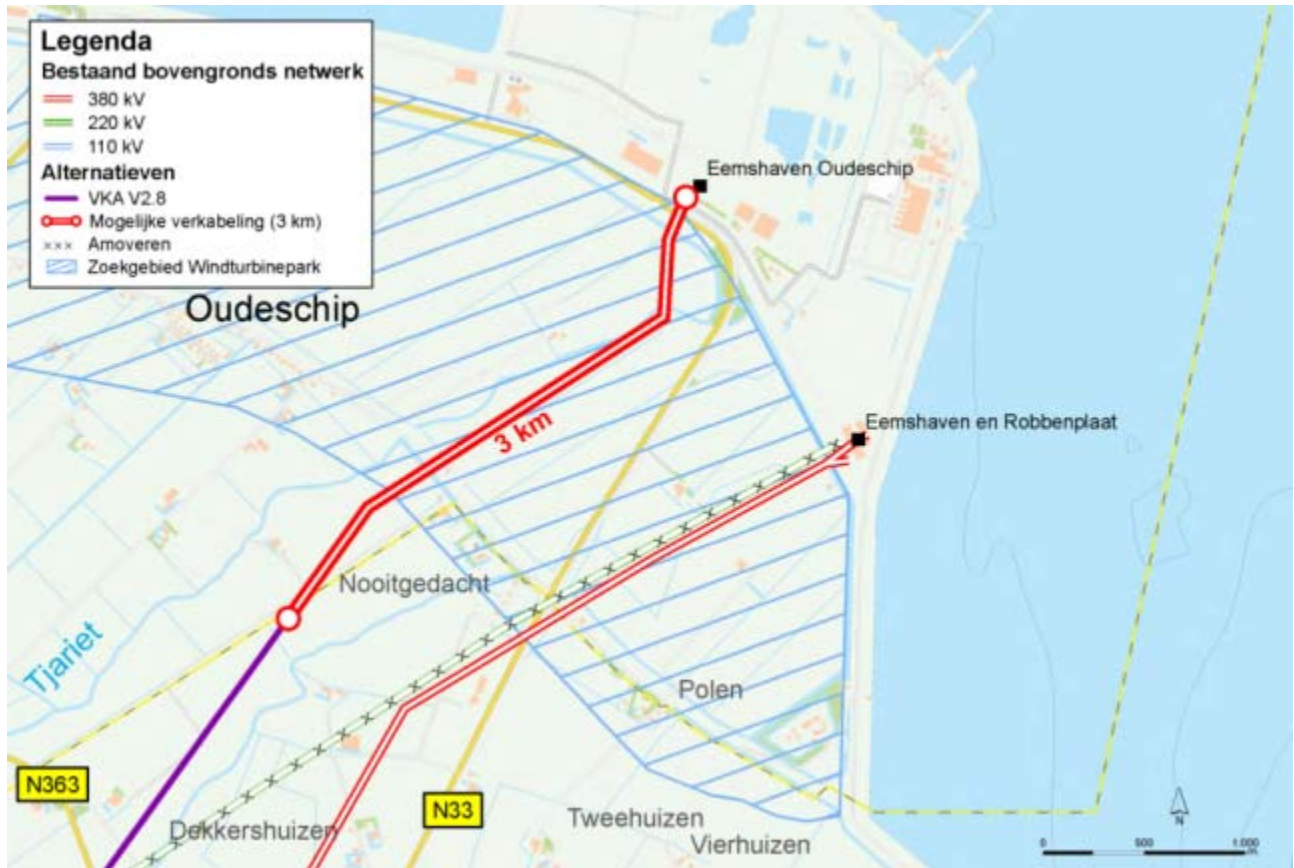 Legenda
Bestaand bovengronds netwerk
380 kV
220 kV
110 kV
Alternatieven
VKA V2.8
Mogelijke verkabeling (3 km)
Amoveren
Zoekgebied Windturbinepark
Eemshaven Oudeschip
Oudeschip
3 km
Eemshaven en Robbenplaat
Nooitgedacht
Tjariet
Polen
N363
N33
Dekkershuizen
Tweehuizen
Vierhuizen
N
0 500 1.000